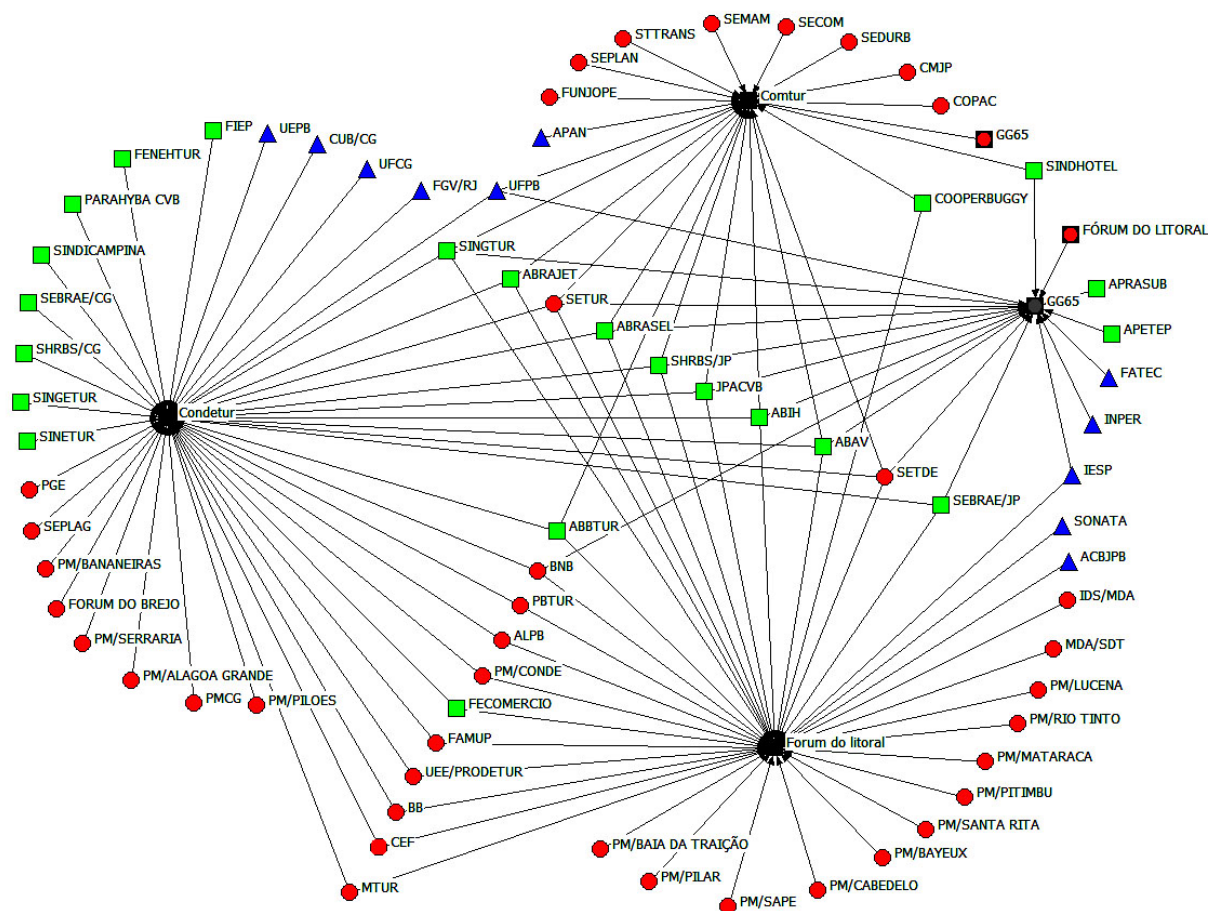 SEMAM
SECOM
STTRANS
SEDURB
SEPLAN
CMJP
FUNJOPE
Comtur
COPAC
FIEP
UEPB
CUB/CG
APAN
GG65
FENEHTUR
UFCG
SINDHOTEL
FGV/RJ
UFPB
PARAHYBA CVB
COOPERBUGGY
FÓRUM DO LITORAL
SINDICAMPINA
SINGTUR
ABRAJET
APRASUB
SEBRAE/CG
SETUR
GG65
ABRASEL
APETEP
SHRBS/CG
SHRBS/JP
FATEC
JPACVB
SINGETUR
Condetur
ABIH
INPER
SINETUR
ABAV
SETDE
IESP
PGE
SEBRAE/JP
SEPLAG
ABBTUR
SONATA
PM/BANANEIRAS
BNB
ACBJPB
FORUM DO BREJO
PBTUR
IDS/MDA
PM/SERRARIA
ALPB
MDA/SDT
PM/ALAGOA GRANDE
PM/CONDE
PMCG
PM/PILOES
PM/LUCENA
FECOMERCIO
PM/RIO TINTO
FAMUP
Forum do litoral
PM/MATARACA
UEE/PRODETUR
PM/PITIMBU
BB
PM/SANTA RITA
CEF
PM/BAIA DA TRAIÇÃO
PM/BAYEUX
MTUR
PM/PILAR
PM/CABEDELO
PM/SAPE